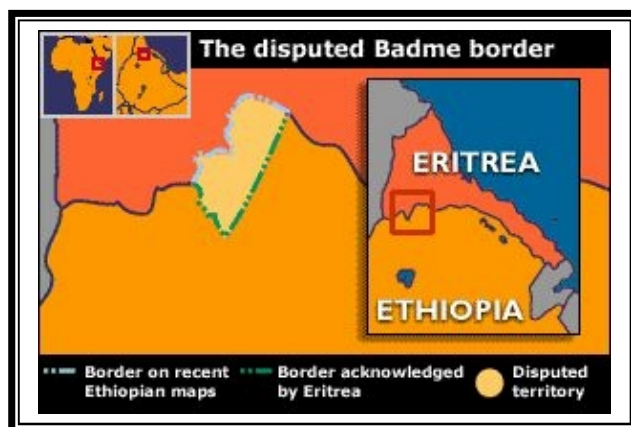 The disputed Badme border
ERITREA
ETHIOPIA
Border on recent
Ethiopian maps
Border acknowledged
by Eritrea
Disputed
territory